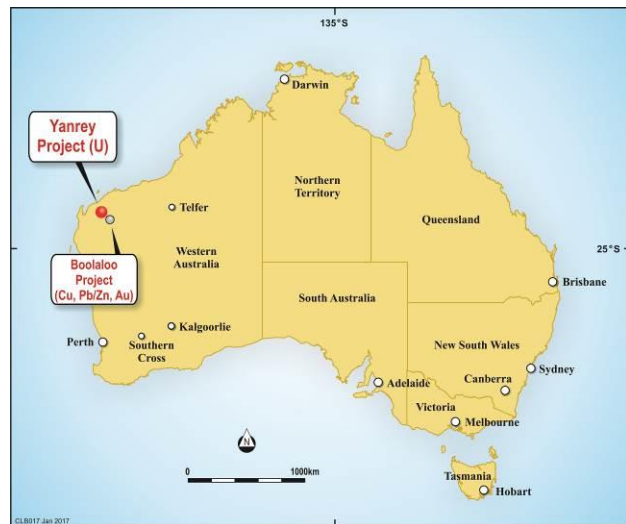 135°S
Darwin
Yanrey
Project (U)
Telfer
Northern
Territory
Queensland
Western
Australia
25°S
Boolaloo
Project
(Cu, Pb/Zn, Au)
South Australia
Brisbane
Kalgoorlie
Perth
Southern
Cross
New South Wales
Sydney
Canberra
Adelaide
Victoria
Melbourne
N
0
1000km
Tasmania
Hobart
CLB017 Jan 2017